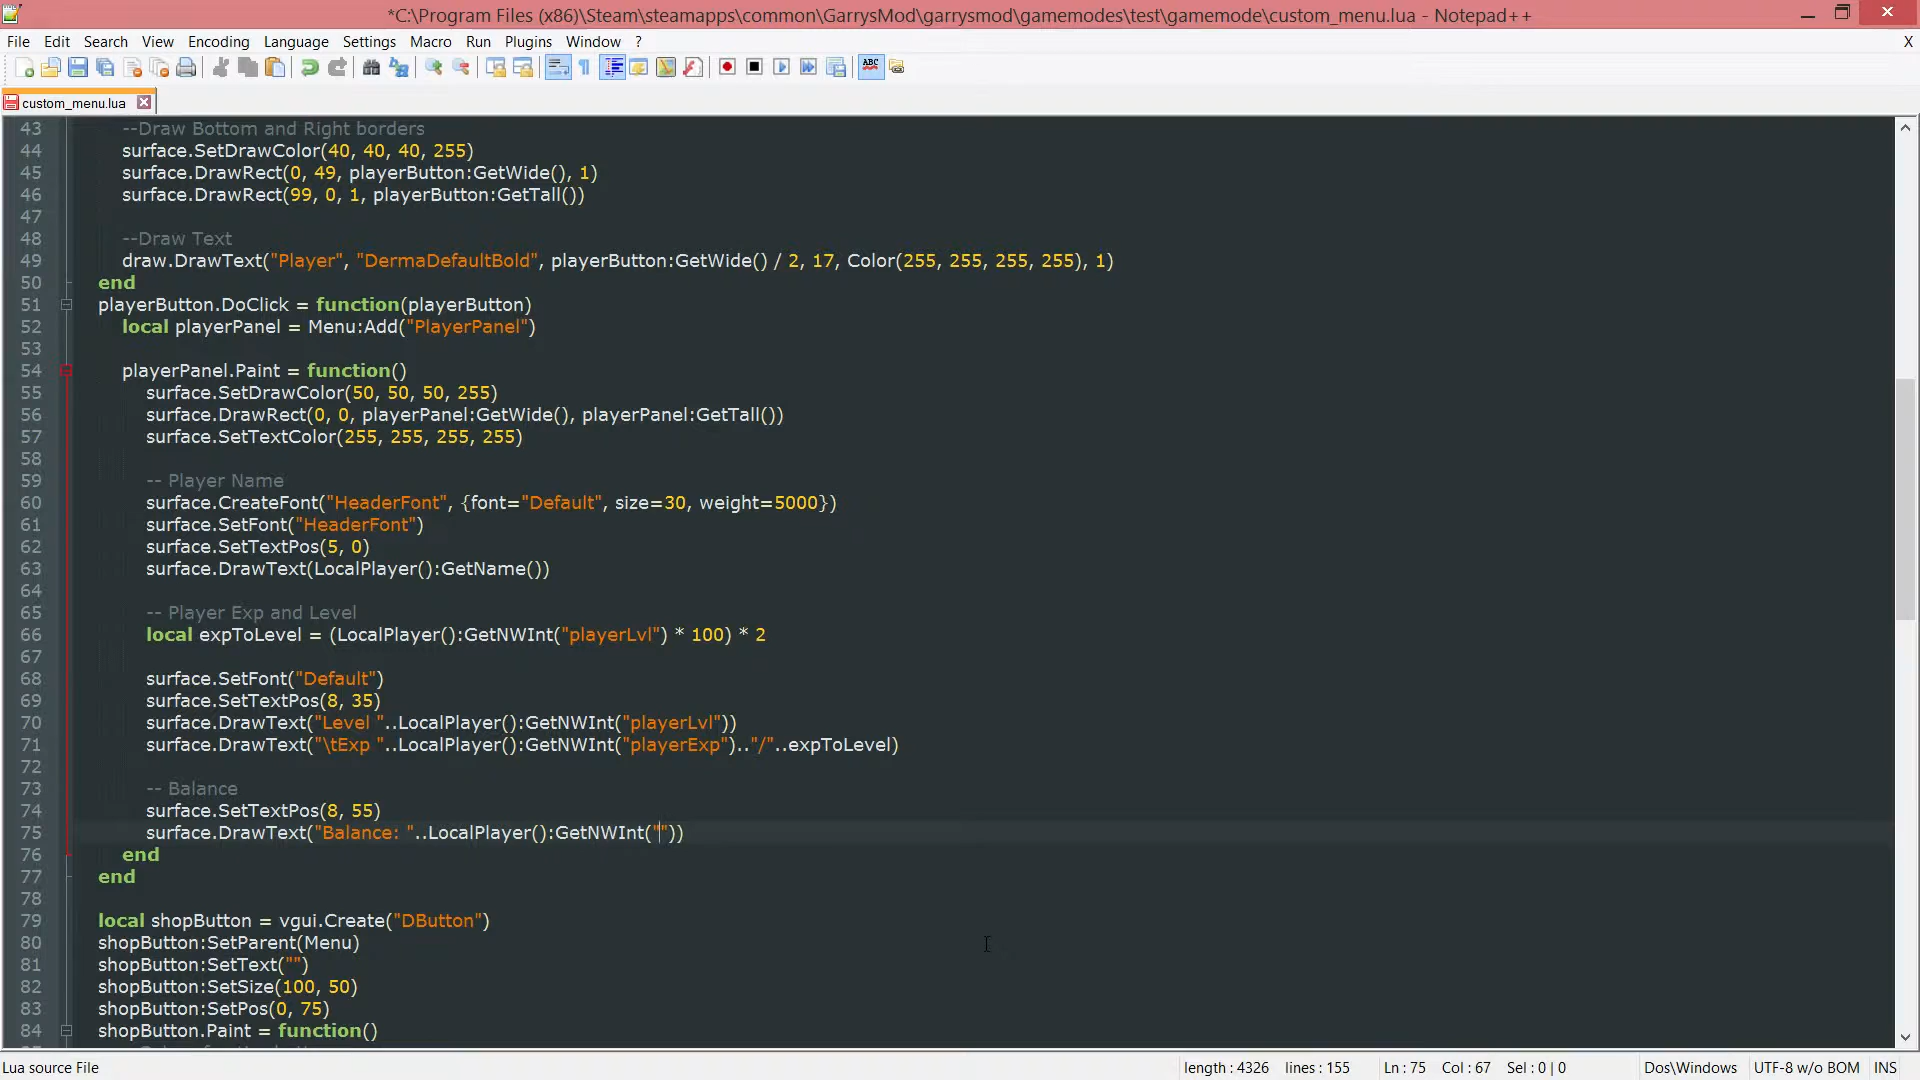 *C:\Program Files (x86)\Steam\steamapps\common\GarrysMod\garrysmod\gamemodes\test\gamemode\custom_menu.lua - Notepad++
File Edit Search View Encoding Language Settings Macro Run Plugins Window ? X
ABC
custom_menu.lua
43 --Draw Bottom and Right borders
44 surface.SetDrawColor(40, 40, 40, 255)
45 surface.DrawRect(0, 49, playerButton:GetWide(), 1)
46 surface.DrawRect(99, 0, 1, playerButton:GetTall())
47
48 --Draw Text
49 draw.DrawText("Player", "DermaDefaultBold", playerButton:GetWide() / 2, 17, Color(255, 255, 255, 255), 1)
50 end
51 playerButton.DoClick = function(playerButton)
52 local playerPanel = Menu:Add("PlayerPanel")
53
54 playerPanel.Paint = function()
55 surface.SetDrawColor(50, 50, 50, 255)
56 surface.DrawRect(0, 0, playerPanel:GetWide(), playerPanel:GetTall())
57 surface.SetTextColor(255, 255, 255, 255)
58
59 -- Player Name
60 surface.CreateFont("HeaderFont", {font="Default", size=30, weight=5000})
61 surface.SetFont("HeaderFont")
62 surface.SetTextPos(5, 0)
63 surface.DrawText(LocalPlayer():GetName())
64
65 -- Player Exp and Level
66 local expToLevel = (LocalPlayer():GetNWInt("playerLvl") * 100) * 2
67
68 surface.SetFont("Default")
69 surface.SetTextPos(8, 35)
70 surface.DrawText("Level "..LocalPlayer():GetNWInt("playerLvl"))
71 surface.DrawText("\tExp "..LocalPlayer():GetNWInt("playerExp").."/"..expToLevel)
72
73 -- Balance
74 surface.SetTextPos(8, 55)
75 surface.DrawText("Balance: "..LocalPlayer():GetNWInt(""))
76 end
77 end
78
79 local shopButton = vgui.Create("DButton")
80 shopButton:SetParent(Menu)
81 shopButton:SetText("")
82 shopButton:SetSize(100, 50)
83 shopButton:SetPos(0, 75)
84 shopButton.Paint = function()
Lua source File length : 4326 lines : 155 Ln : 75 Col : 67 Sel : 0 | 0 Dos\Windows UTF-8 w/o BOM INS